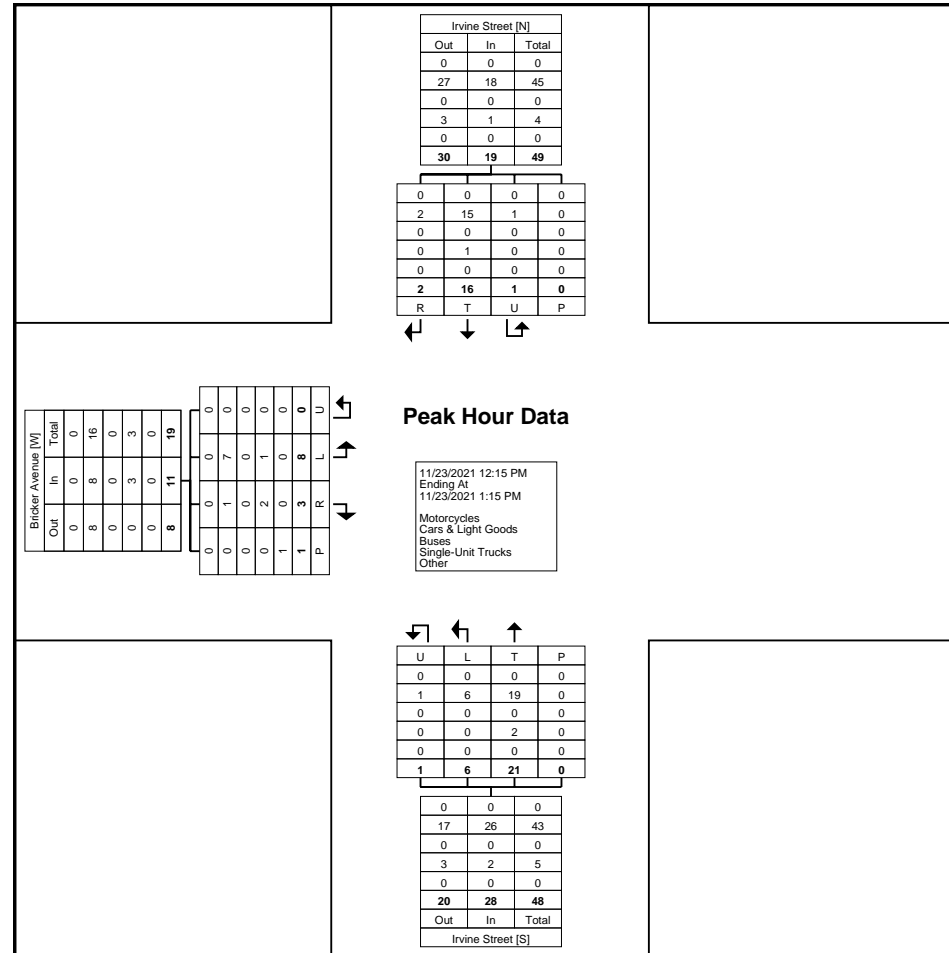 Irvine Street [N]
Out In Total
0 0 0
27 18 45
0 0 0
3 1 4
0 0 0
30 19 49
0 0 0 0
2 15 1 0
0 0 0 0
0 1 0 0
0 0 0 0
2 16 1 0
R T U P
Bricker Avenue [W]
Out In Total
0 0 0
8 8 16
0 0 0
0 3 3
0 0 0
8 11 19
0 0 0 0
0 1 7 0
0 0 0 0
0 2 1 0
1 0 0 0
1 3 8 0
P R L U
Peak Hour Data
11/23/2021 12:15 PM
Ending At
11/23/2021 1:15 PM
Motorcycles
Cars & Light Goods
Buses
Single-Unit Trucks
Other
U L T P
0 0 0 0
1 6 19 0
0 0 0 0
0 0 2 0
0 0 0 0
1 6 21 0
0 0 0
17 26 43
0 0 0
3 2 5
0 0 0
20 28 48
Out In Total
Irvine Street [S]